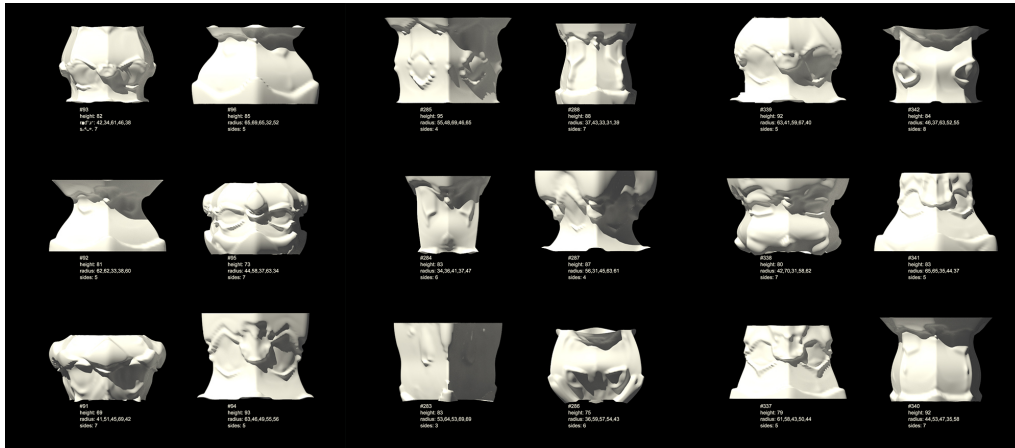 #93
height: 82
radius: 42,34,61,46,38
s: 7
#96
height: 85
radius: 65,69,65,32,52
sides: 5
#285
height: 95
radius: 55,48,69,46,65
sides: 4
#288
height: 88
radius: 37,43,33,31,39
sides: 7
#339
height: 92
radius: 63,41,59,67,40
sides: 5
#342
height: 84
radius: 46,37,63,52,55
sides: 8
#92
height: 81
radius: 62,62,33,36,60
sides: 5
#95
height: 73
radius: 44,58,37,63,34
sides: 7
#284
height: 83
radius: 34,36,41,37,47
sides: 6
#287
height: 87
radius: 56,31,45,63,61
sides: 4
#338
height: 80
radius: 42,70,31,58,62
sides: 7
#341
height: 83
radius: 65,65,35,44,37
sides: 5
#91
height: 69
radius: 41,51,45,69,42
sides: 7
#94
height: 93
radius: 63,46,49,55,56
sides: 5
#283
height: 83
radius: 53,64,53,69,69
sides: 3
#286
height: 75
radius: 36,59,57,54,43
sides: 6
#337
height: 79
radius: 61,58,43,50,44
sides: 5
#340
height: 92
radius: 44,53,47,35,58
sides: 7